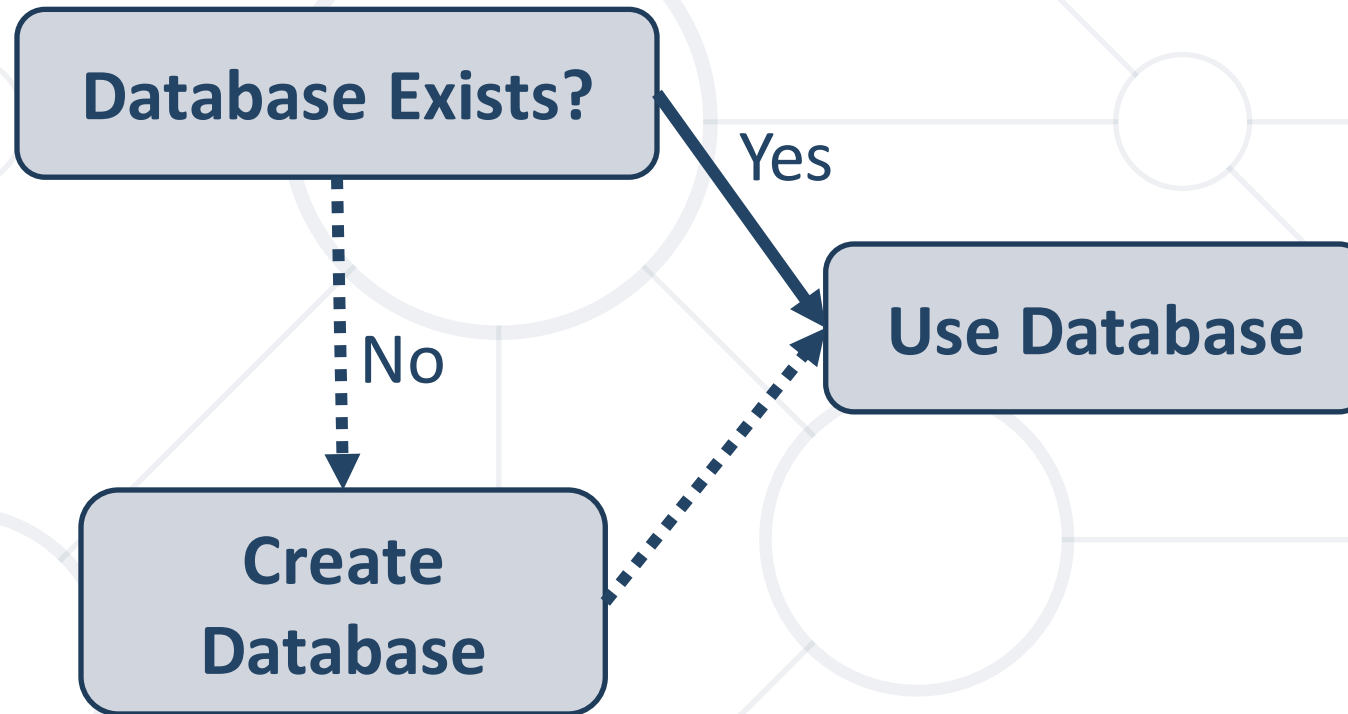 Database Exists?
Yes
Use Database
No
Create
Database